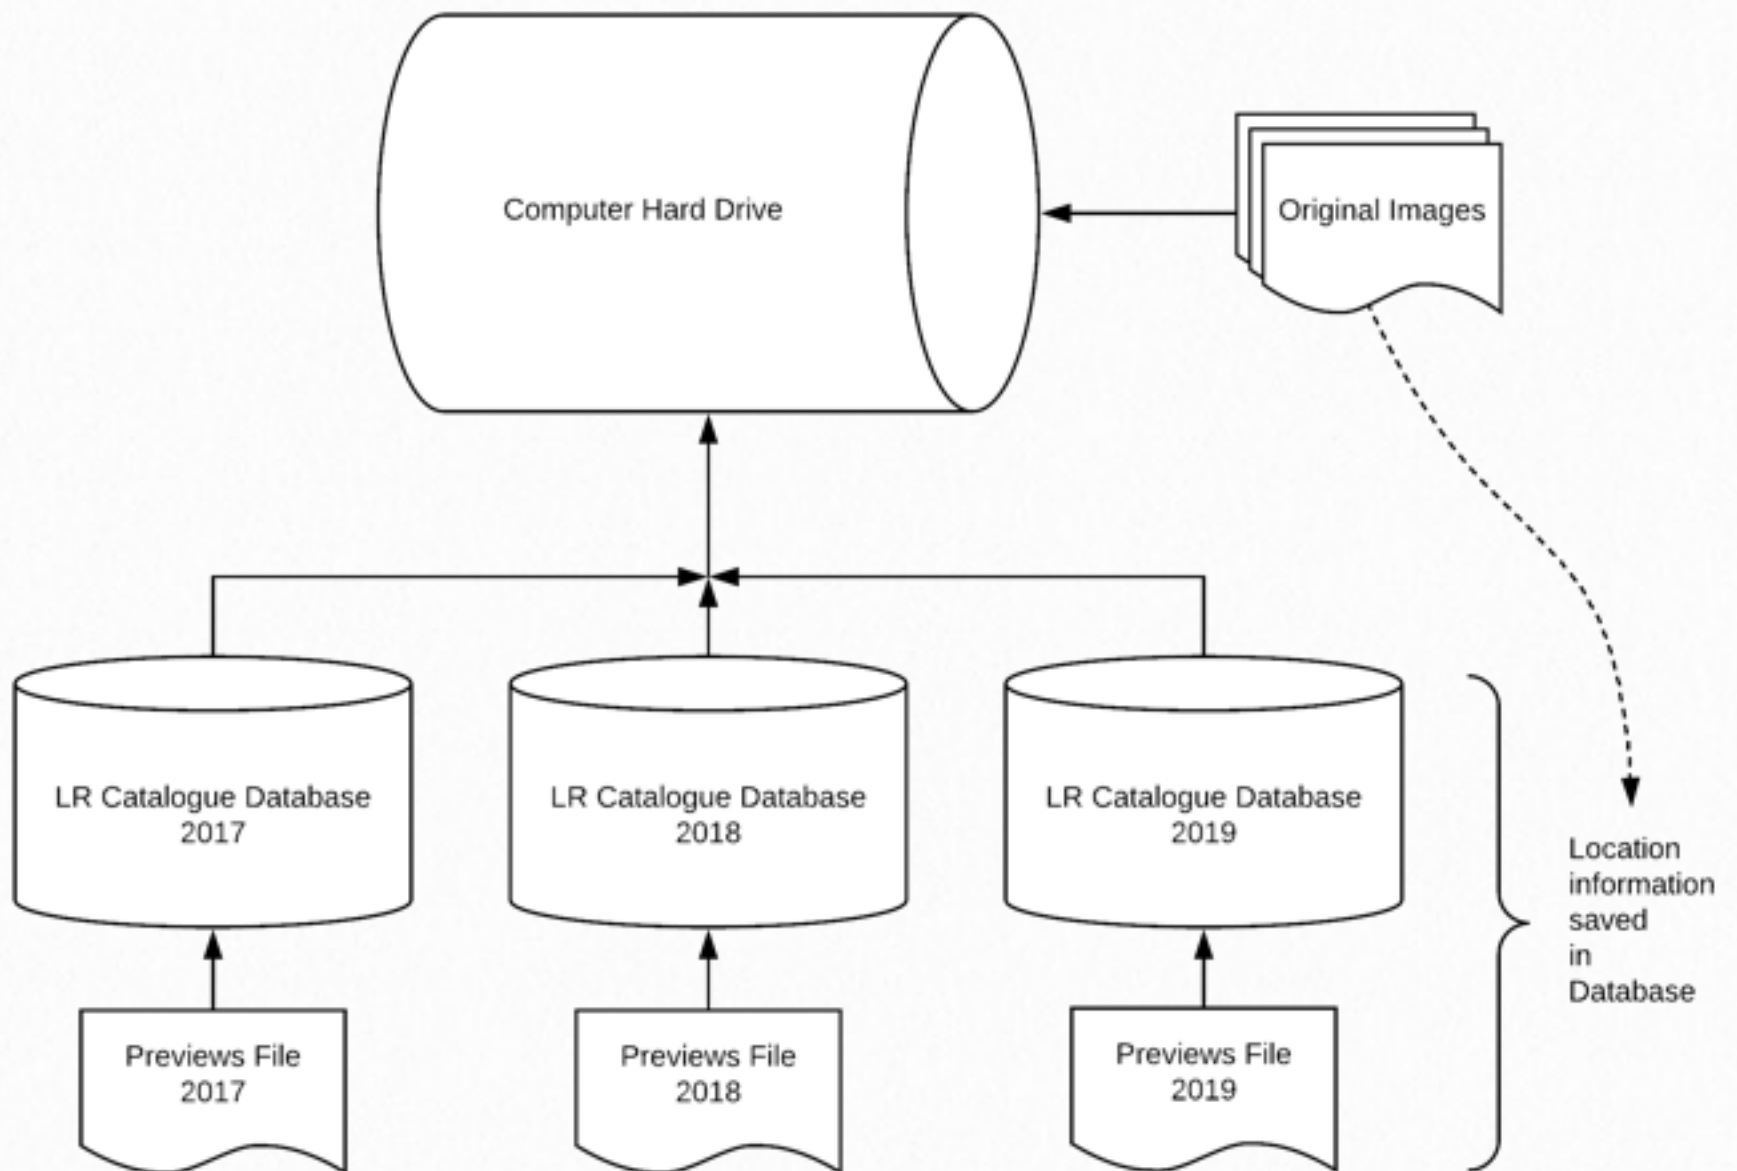 Computer Hard Drive
Original Images
LR Catalogue Database
2017
LR Catalogue Database
2018
LR Catalogue Database
2019
Location
information
saved
in
Database
Previews File
2017
Previews File
2018
Previews File
2019